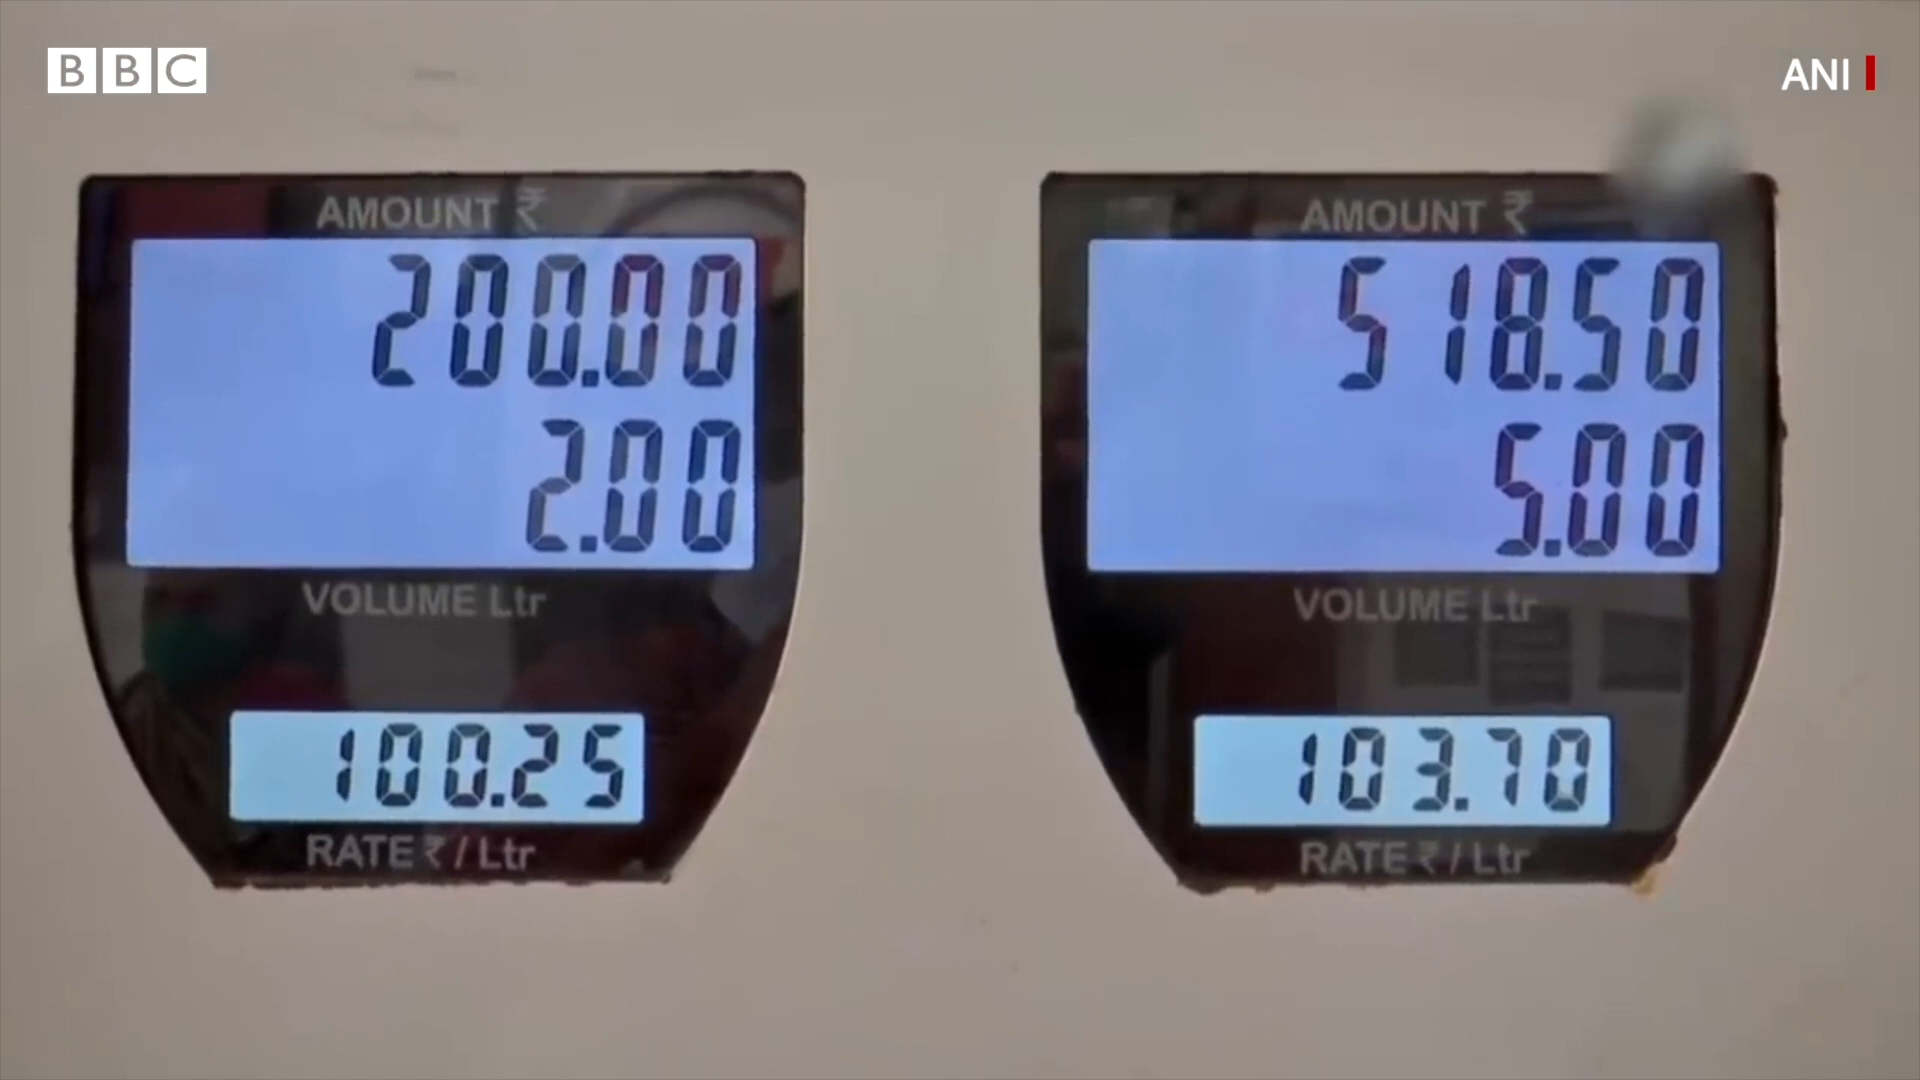 BBC
ANI
AMOUNT ₹
200.00
2.00
VOLUME Ltr
100.25
RATE ₹ / Ltr
AMOUNT ₹
518.50
5.00
VOLUME Ltr
103.70
RATE ₹ / Ltr